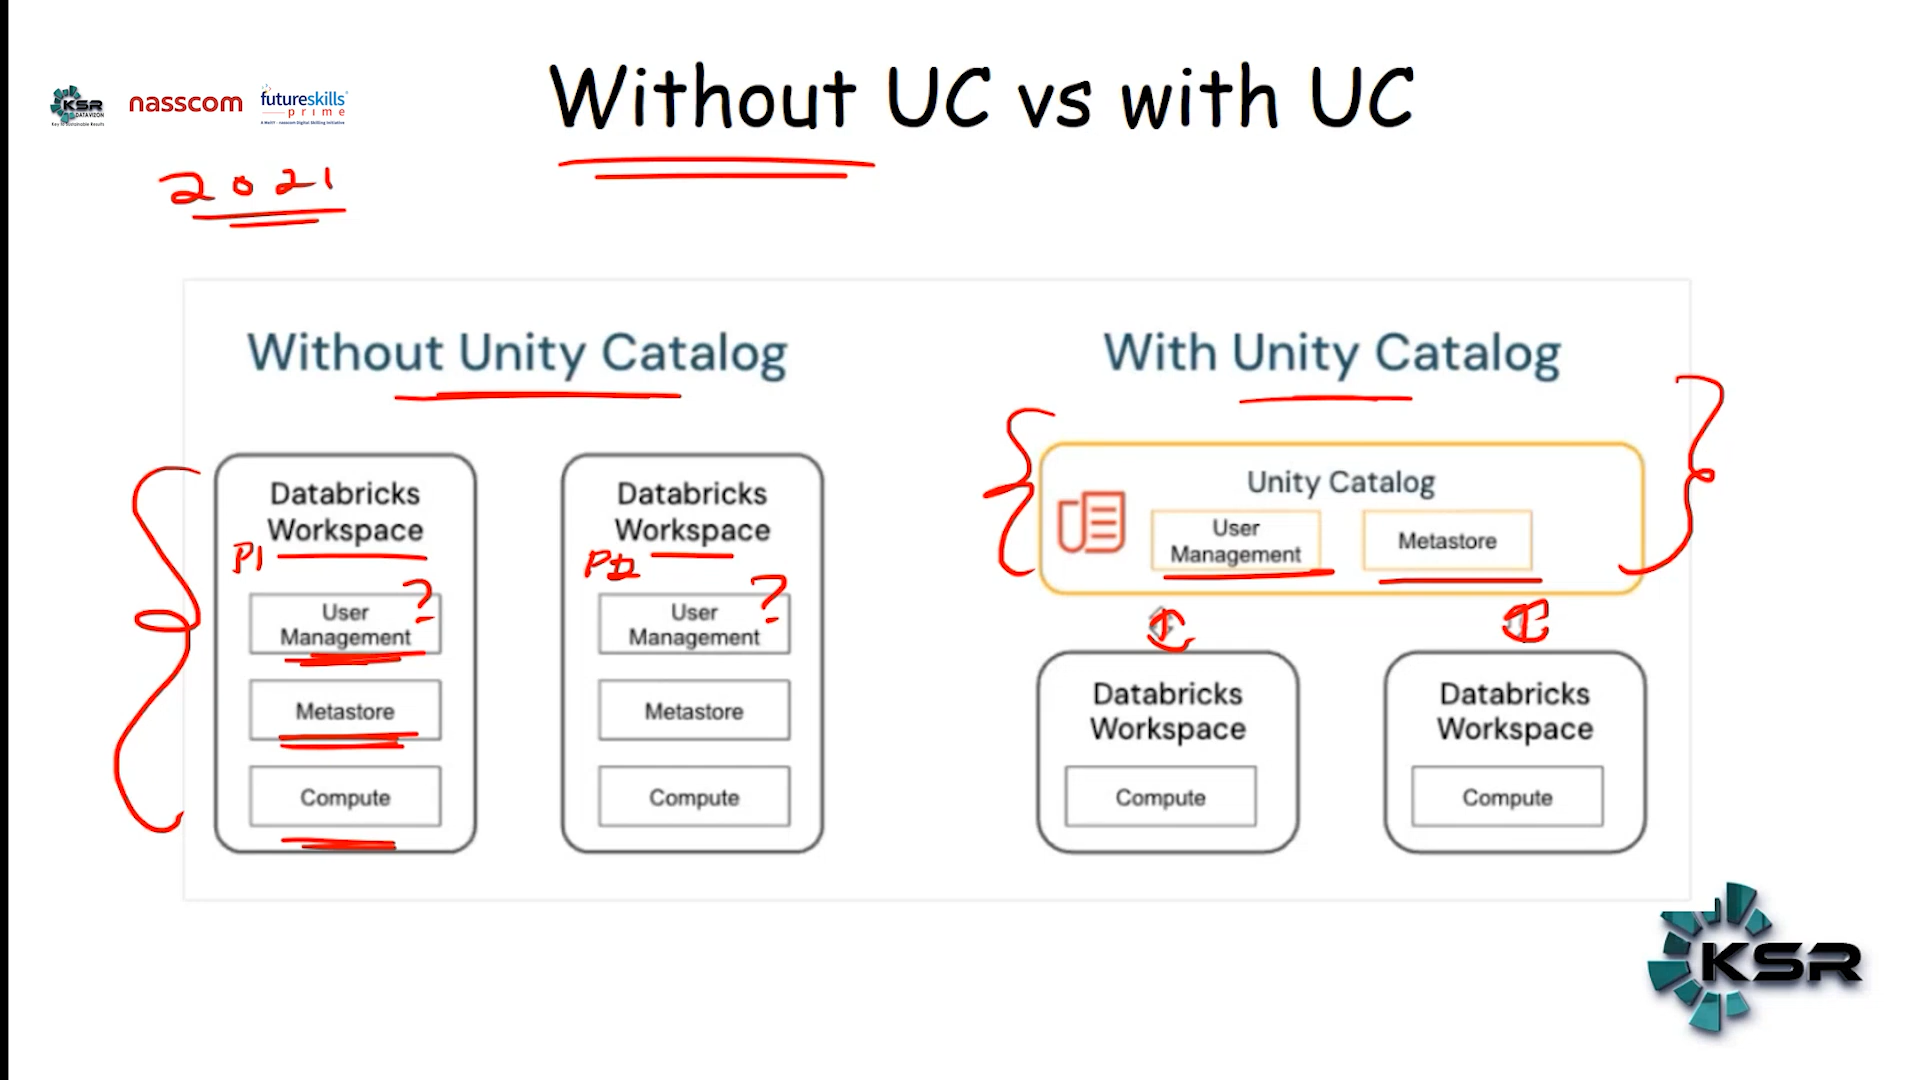 Without UC vs with UC
KSR
DATAVIZON
nasscom
futureskills
prime
2021
Without Unity Catalog
With Unity Catalog
Databricks
Workspace
P1
User
Management
?
Metastore
Compute
Databricks
Workspace
P2
User
Management
?
Metastore
Compute
Unity Catalog
User
Management
Metastore
Databricks
Workspace
Compute
Databricks
Workspace
Compute
KSR